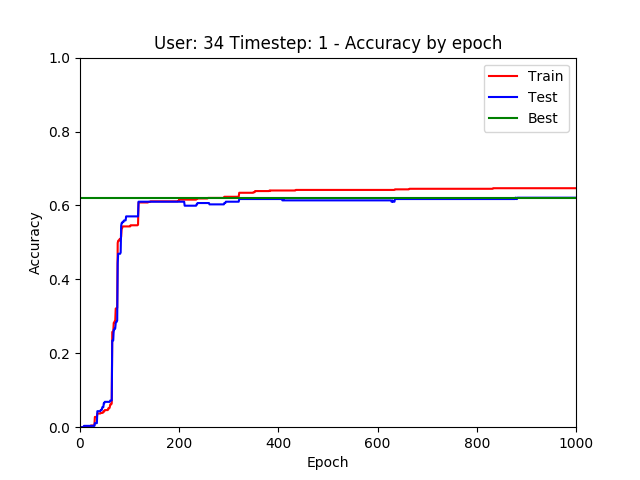 User: 34 Timestep: 1 - Accuracy by epoch
1.0
0.8
0.6
0.4
0.2
0.0
Accuracy
Train
Test
Best
0 200 400 600 800 1000
Epoch